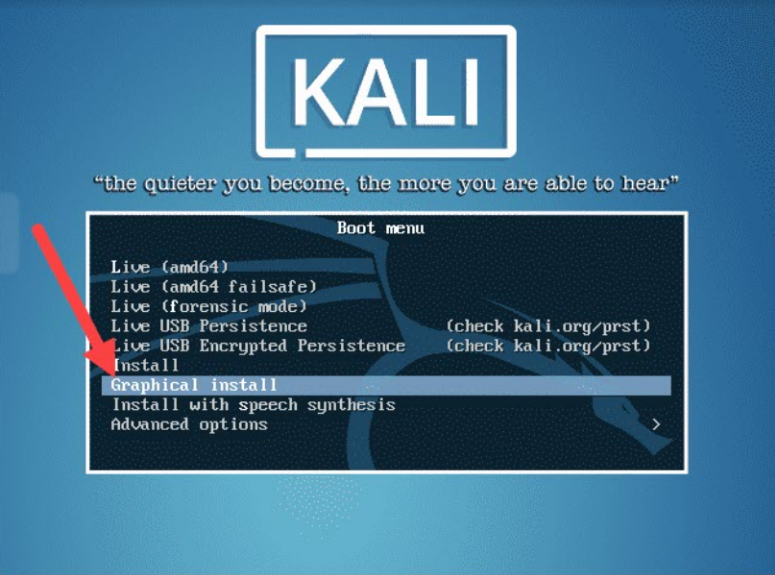 KALI
“the quieter you become, the more you are able to hear”
Boot menu
Live (amd64)
Live (amd64 failsafe)
Live (forensic mode)
Live USB Persistence (check kali.org/prst)
Live USB Encrypted Persistence (check kali.org/prst)
Install
Graphical install
Install with speech synthesis
Advanced options >